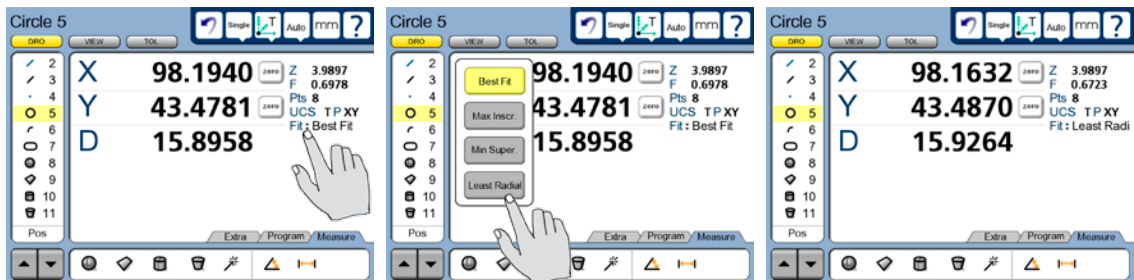 Circle 5
Single T Auto mm ?
DRO VIEW TOL
2
3
4
5
6
7
8
9
10
11
Pos
X 98.1940 zero
Y 43.4781 zero
D 15.8958
Z 3.9897
F 0.6978
Pts 8
UCS T P XY
Fit : Best Fit
Extra Program Measure
Circle 5
Single T Auto mm ?
DRO VIEW TOL
2
3
4
5
6
7
8
9
10
11
Pos
Best Fit
Max Inscr.
Min Super.
Least Radial
98.1940 zero
43.4781 zero
15.8958
Z 3.9897
F 0.6978
Pts 8
UCS T P XY
Fit : Best Fit
Extra Program Measure
Circle 5
Single T Auto mm ?
DRO VIEW TOL
2
3
4
5
6
7
8
9
10
11
Pos
X 98.1632 zero
Y 43.4870 zero
D 15.9264
Z 3.9897
F 0.6723
Pts 8
UCS T P XY
Fit : Least Radi
Extra Program Measure